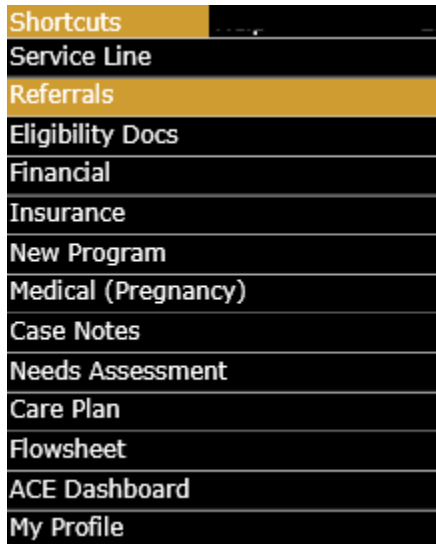 Shortcuts
Service Line
Referrals
Eligibility Docs
Financial
Insurance
New Program
Medical (Pregnancy)
Case Notes
Needs Assessment
Care Plan
Flowsheet
ACE Dashboard
My Profile